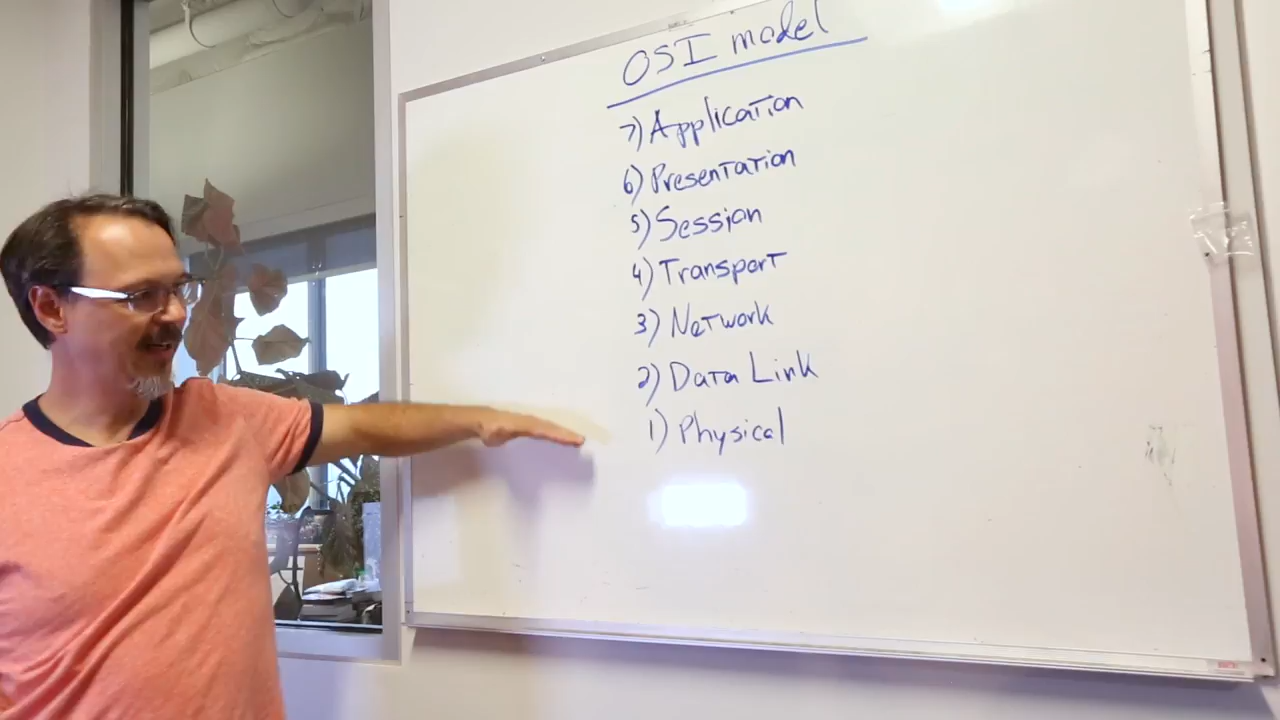 OSI model
7) Application
6) Presentation
5) Session
4) Transport
3) Network
2) Data Link
1) Physical